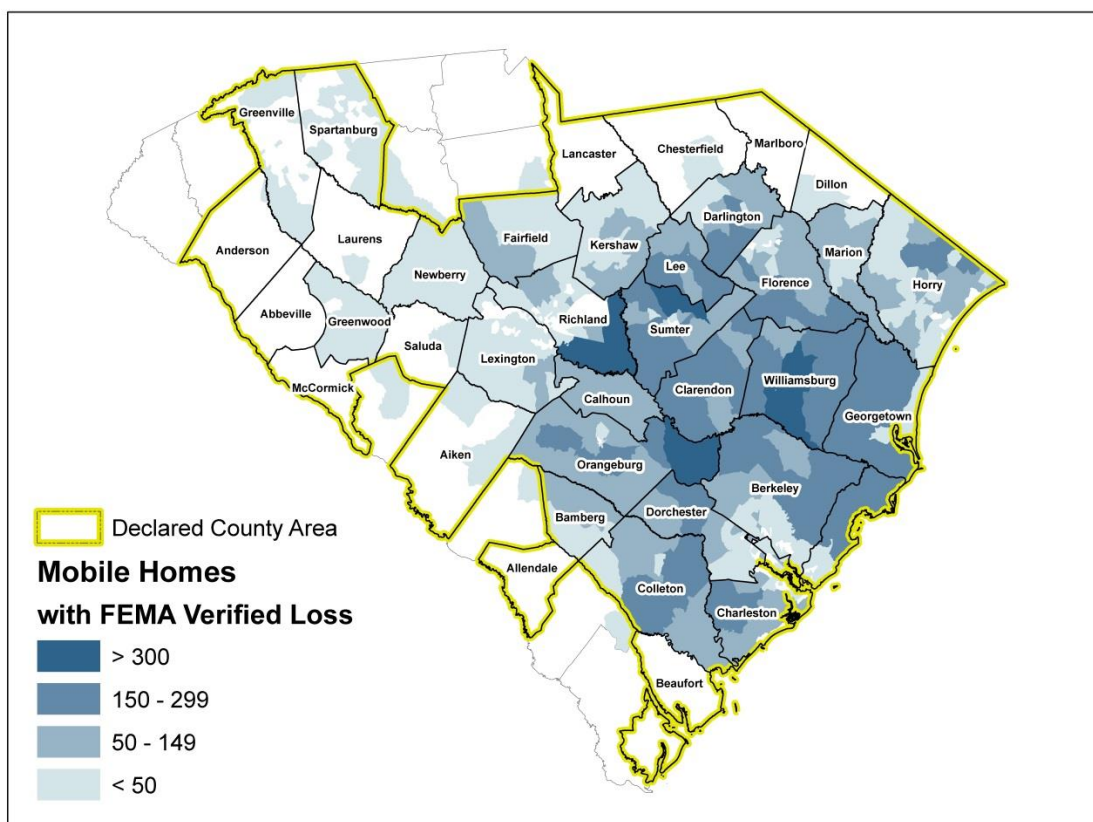 Greenville
Spartanburg
Lancaster
Chesterfield
Marlboro
Dillon
Darlington
Anderson
Laurens
Fairfield
Kershaw
Marion
Newberry
Lee
Florence
Horry
Abbeville
Greenwood
Richland
Sumter
Saluda
Lexington
McCormick
Clarendon
Williamsburg
Calhoun
Georgetown
Aiken
Orangeburg
Berkeley
Bamberg
Dorchester
Allendale
Colleton
Charleston
Beaufort
Declared County Area
Mobile Homes
with FEMA Verified Loss
> 300
150 - 299
50 - 149
< 50